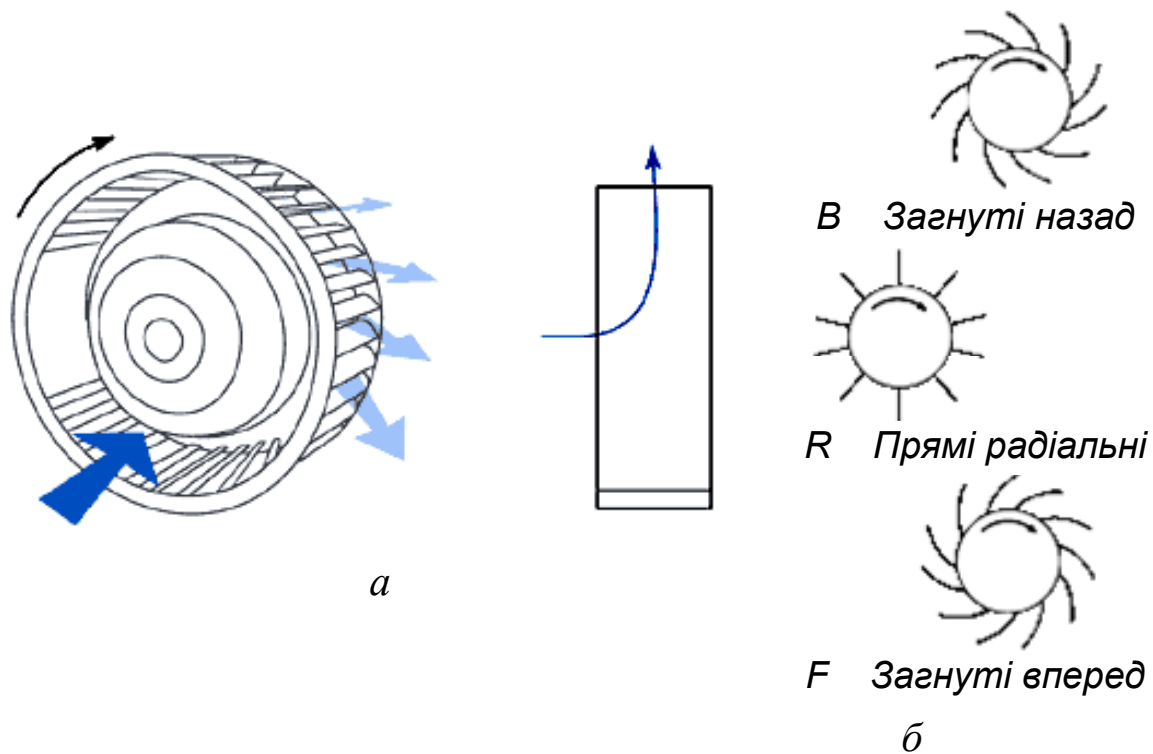 B Загнуті назад
R Прямі радіальні
F Загнуті вперед
а
б